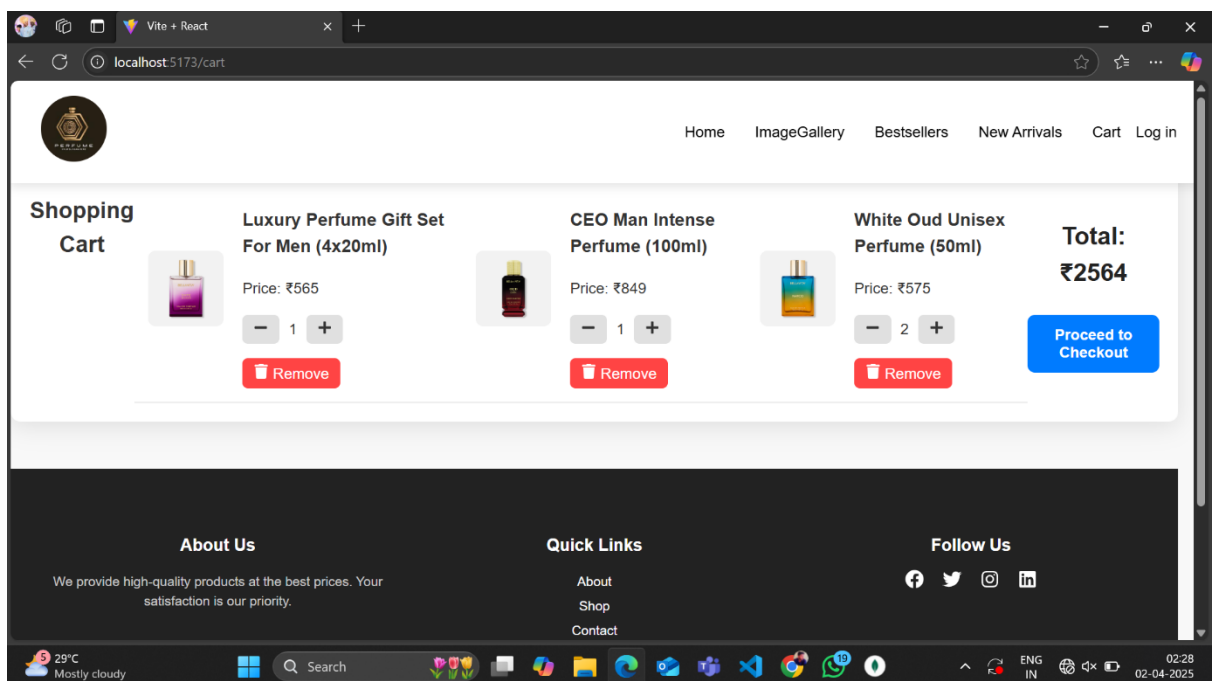 Vite + React
localhost:5173/cart
PERFUME
Home ImageGallery Bestsellers New Arrivals Cart Log in
Shopping
Cart
Luxury Perfume Gift Set
For Men (4x20ml)
Price: ₹565
− 1 +
Remove
CEO Man Intense
Perfume (100ml)
Price: ₹849
− 1 +
Remove
White Oud Unisex
Perfume (50ml)
Price: ₹575
− 2 +
Remove
Total:
₹2564
Proceed to
Checkout
About Us
We provide high-quality products at the best prices. Your
satisfaction is our priority.
Quick Links
About
Shop
Contact
Follow Us
5
29°C
Mostly cloudy
Search
19
ENG
IN
02:28
02-04-2025